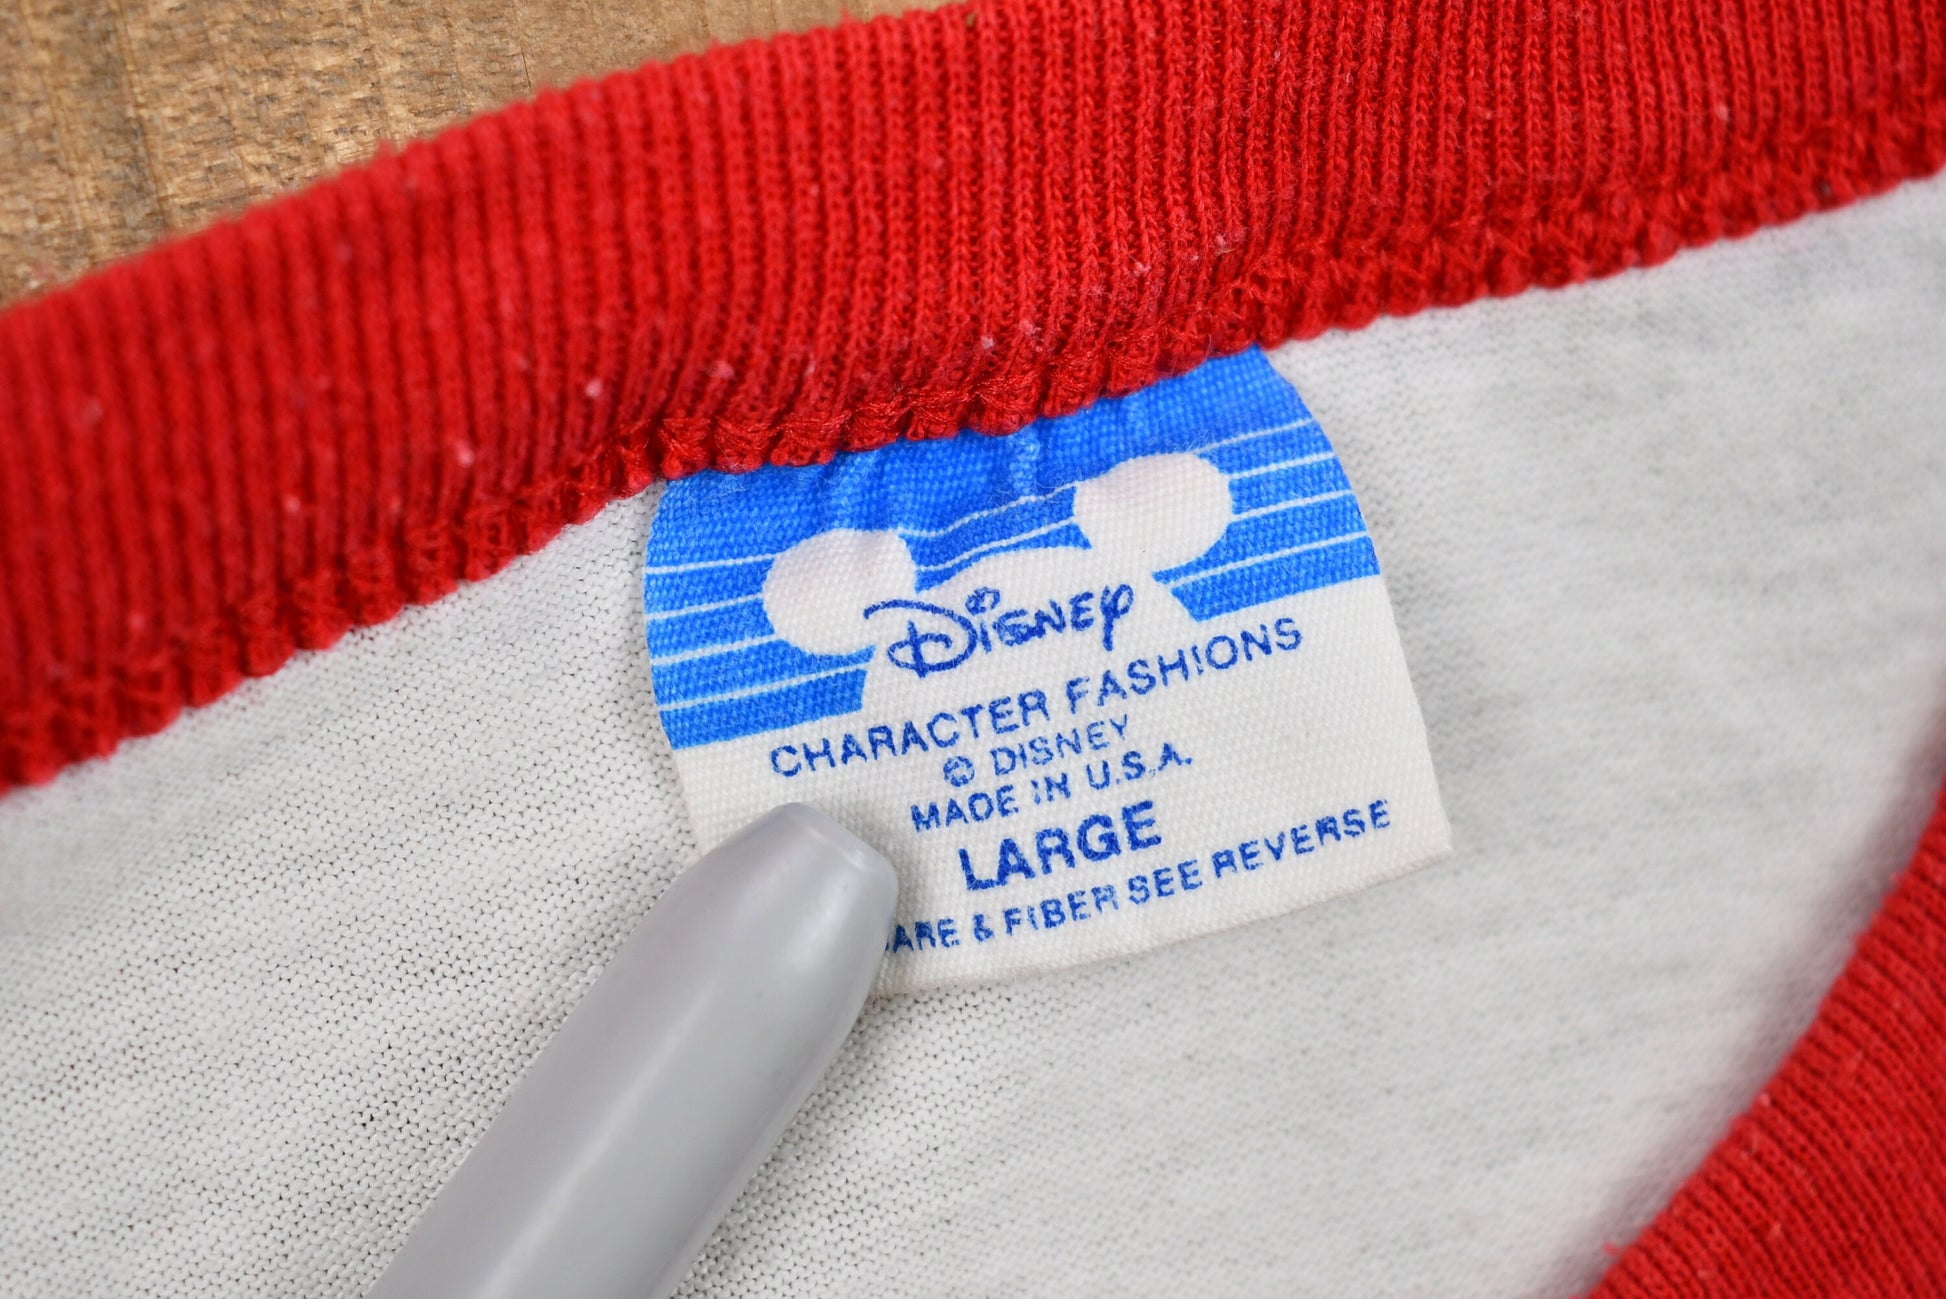 Disney
CHARACTER FASHIONS
© DISNEY
MADE IN U.S.A.
LARGE
& FIBER SEE REVERSE